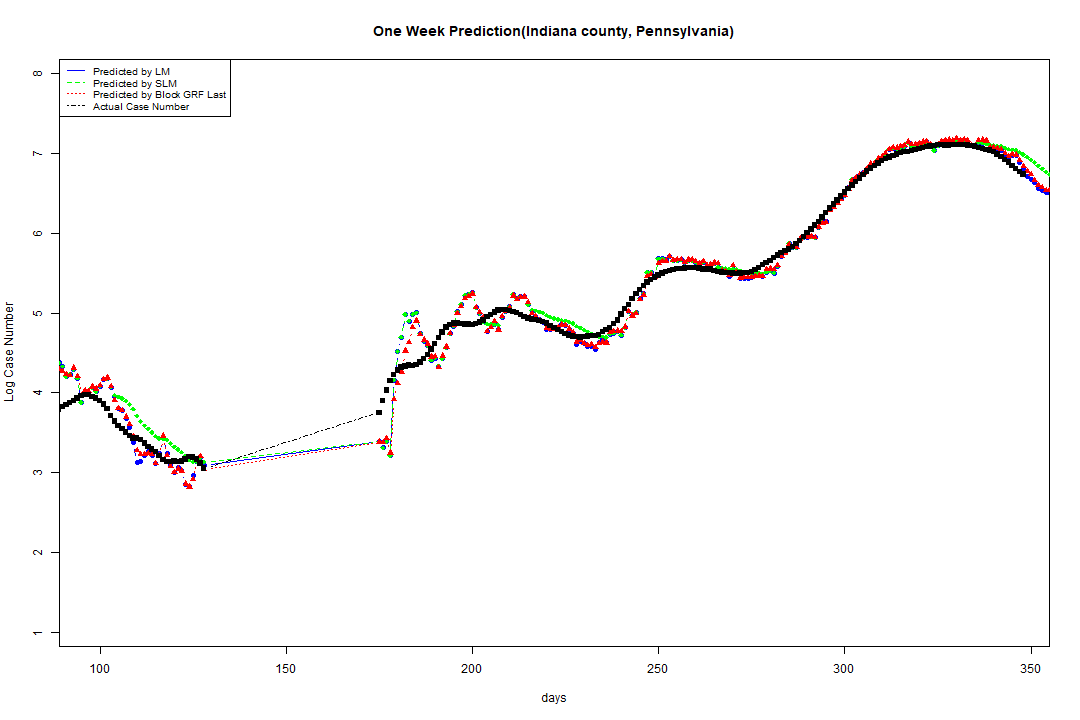 One Week Prediction(Indiana county, Pennsylvania)
Predicted by LM
Predicted by SLM
Predicted by Block GRF Last
Actual Case Number
8
7
6
5
4
3
2
1
Log Case Number
100 150 200 250 300 350
days